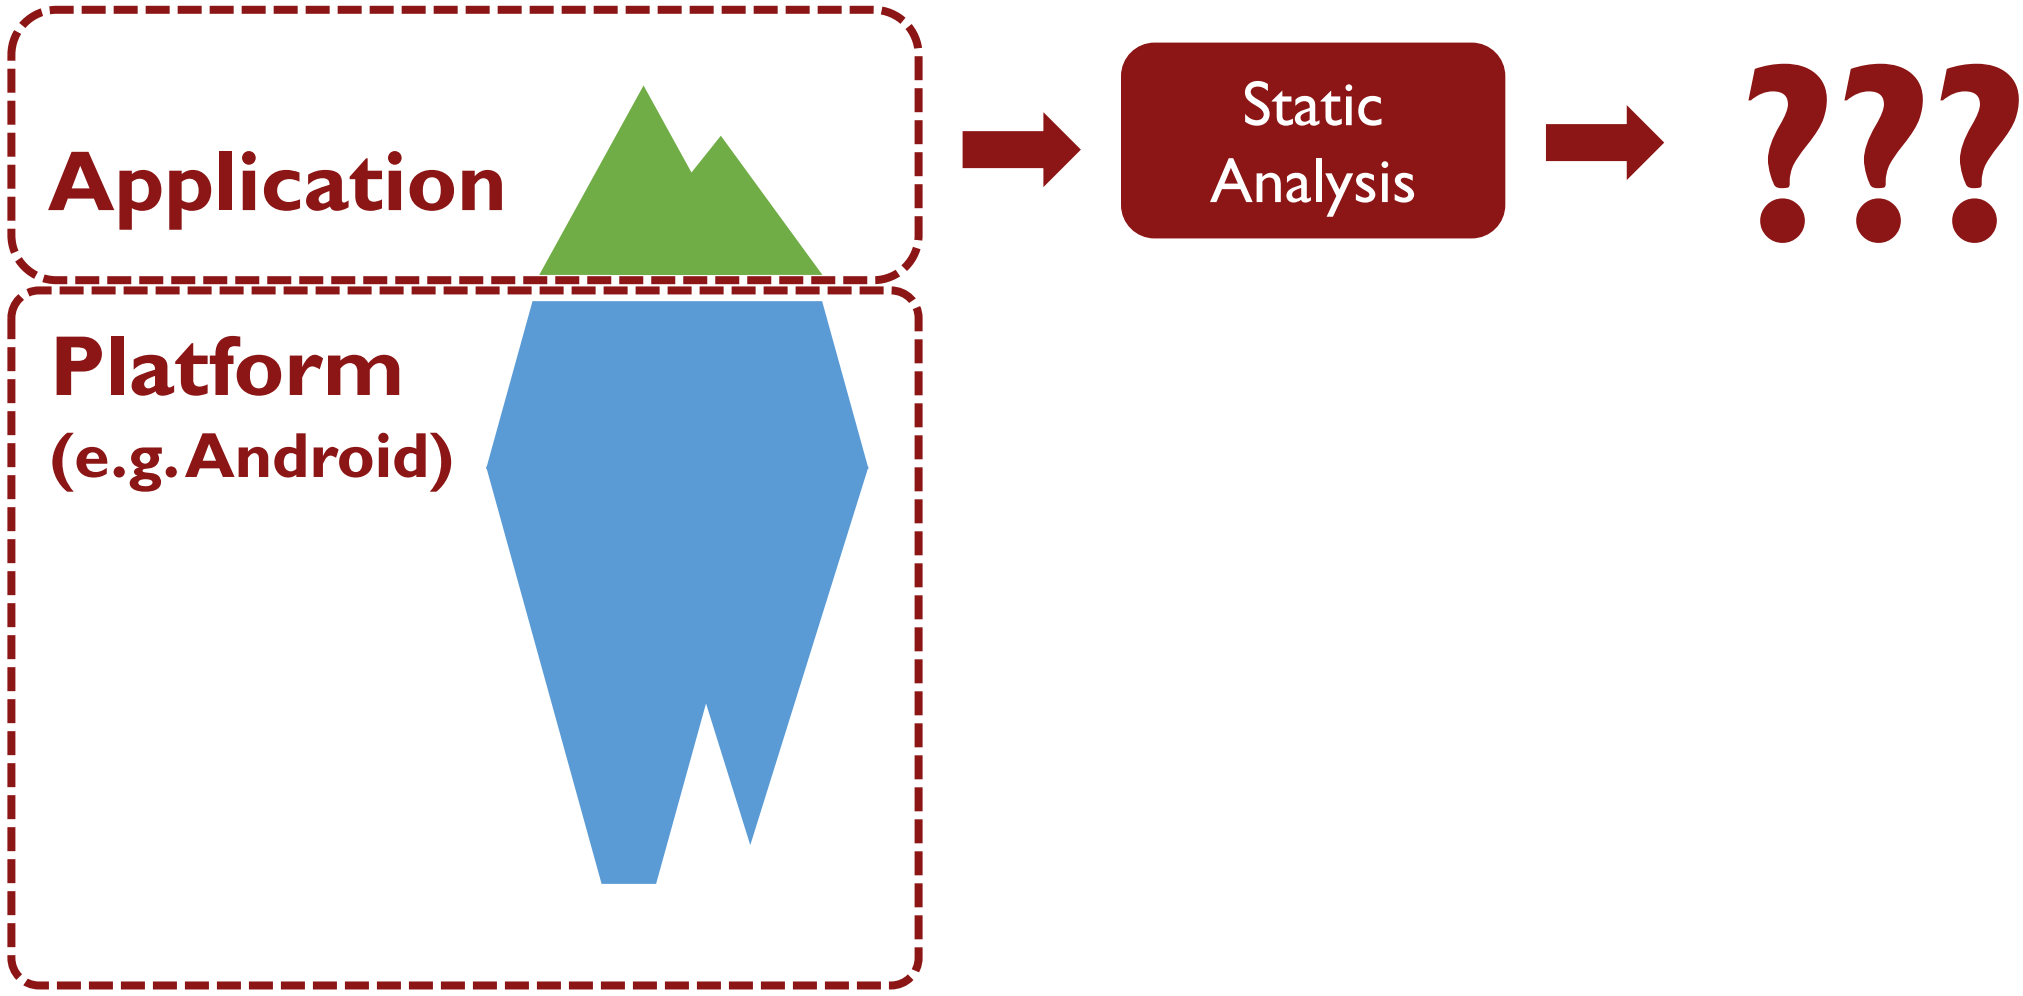 Application
Static
Analysis
???
Platform
(e.g. Android)